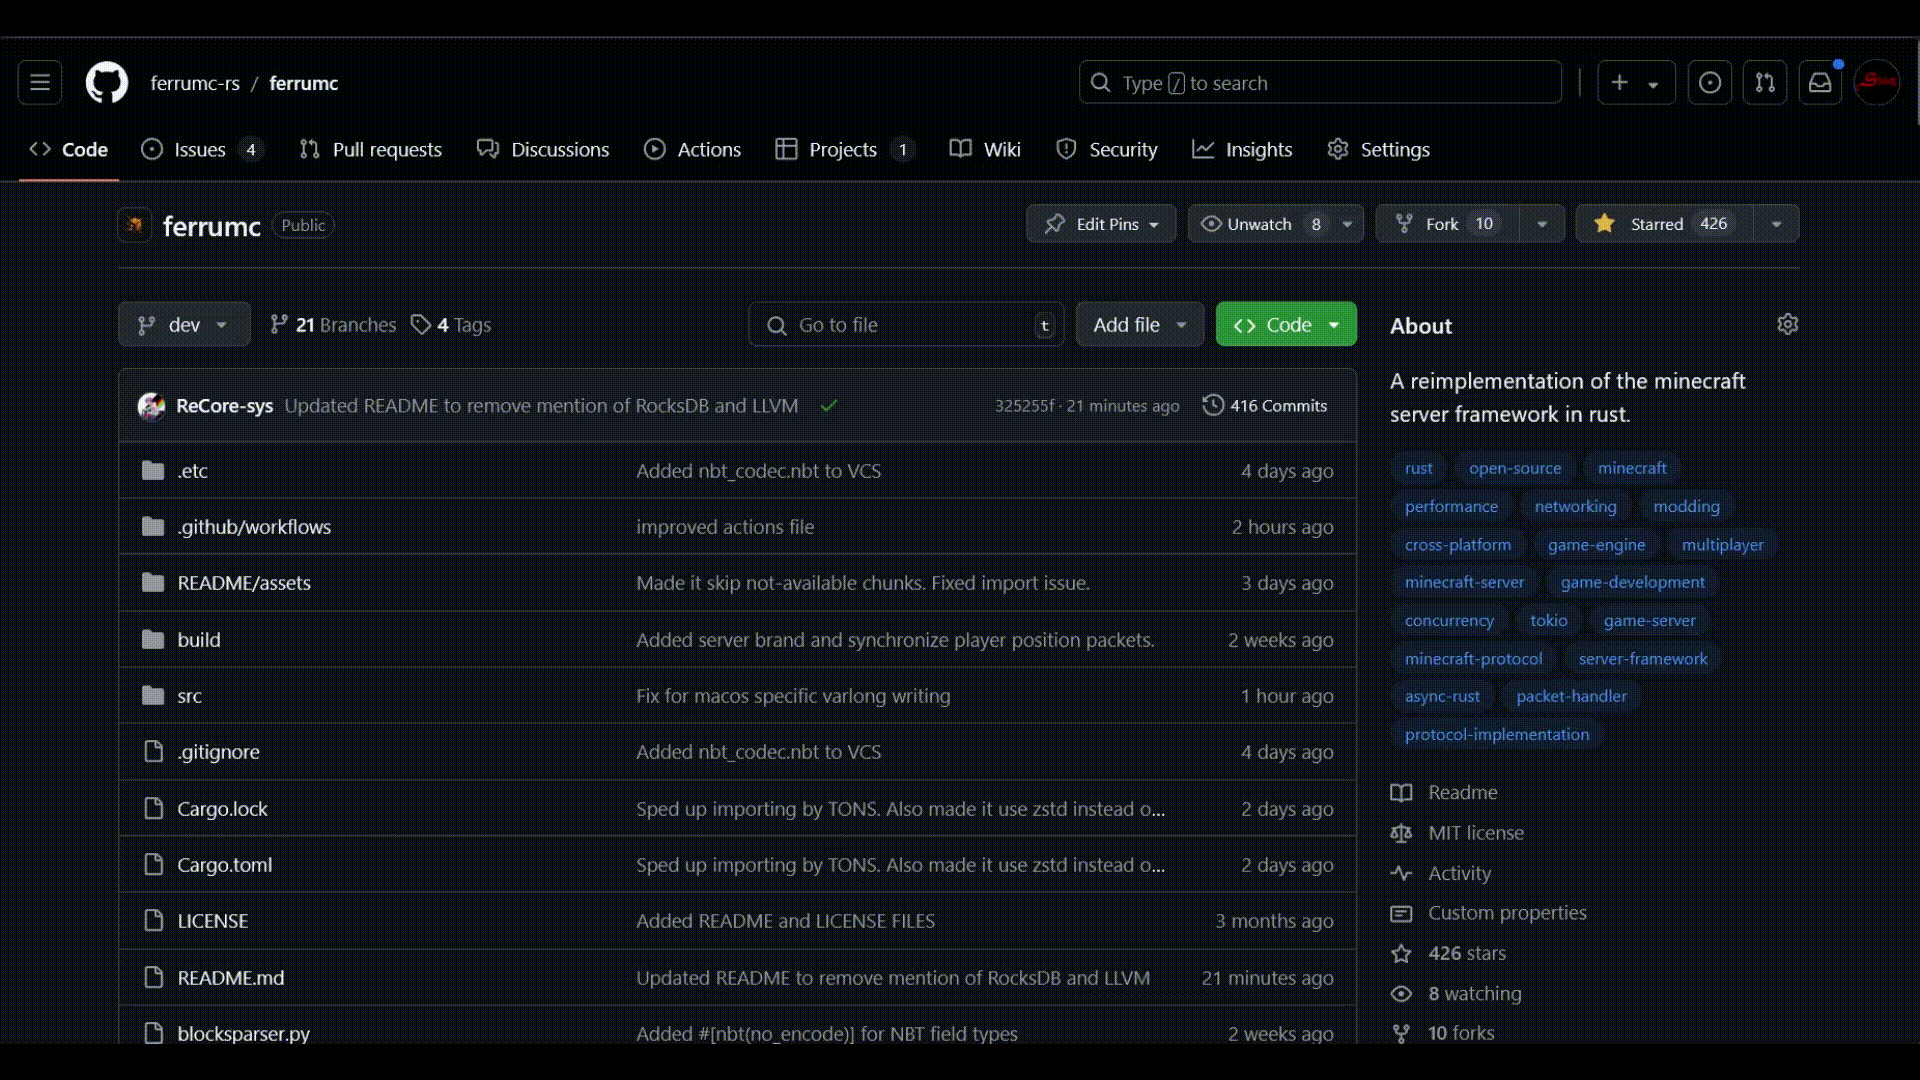 ferrumc-rs / ferrumc
Type / to search
Code Issues 4 Pull requests Discussions Actions Projects 1 Wiki Security Insights Settings
ferrumc Public
Edit Pins Unwatch 8 Fork 10 Starred 426
dev 21 Branches 4 Tags Go to file t Add file Code
ReCore-sys Updated README to remove mention of RocksDB and LLVM 325255f · 21 minutes ago 416 Commits
.etc Added nbt_codec.nbt to VCS 4 days ago
.github/workflows improved actions file 2 hours ago
README/assets Made it skip not-available chunks. Fixed import issue. 3 days ago
build Added server brand and synchronize player position packets. 2 weeks ago
src Fix for macos specific varlong writing 1 hour ago
.gitignore Added nbt_codec.nbt to VCS 4 days ago
Cargo.lock Sped up importing by TONS. Also made it use zstd instead o... 2 days ago
Cargo.toml Sped up importing by TONS. Also made it use zstd instead o... 2 days ago
LICENSE Added README and LICENSE FILES 3 months ago
README.md Updated README to remove mention of RocksDB and LLVM 21 minutes ago
blocksparser.py Added #[nbt(no_encode)] for NBT field types 2 weeks ago
About
A reimplementation of the minecraft
server framework in rust.
rust open-source minecraft
performance networking modding
cross-platform game-engine multiplayer
minecraft-server game-development
concurrency tokio game-server
minecraft-protocol server-framework
async-rust packet-handler
protocol-implementation
Readme
MIT license
Activity
Custom properties
426 stars
8 watching
10 forks